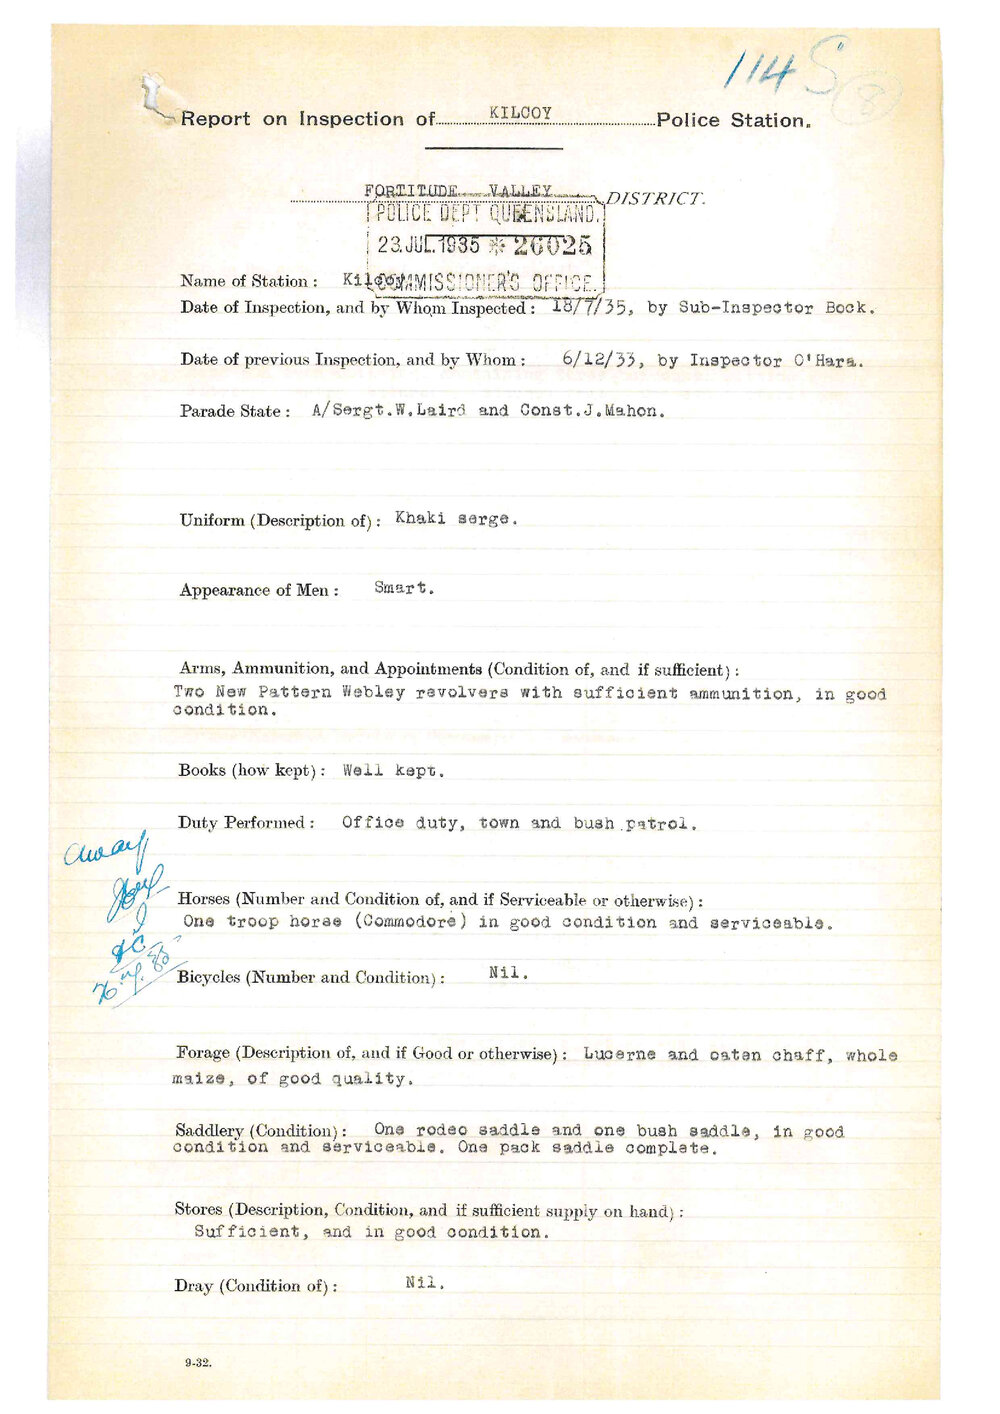 114 S
8
Report on Inspection of KILCOY Police Station.
FORTITUDE VALLEY DISTRICT.
POLICE DEPT QUEENSLAND.
23.JUL.1935 * 26025
COMMISSIONER'S OFFICE.
Name of Station : Kilcoy
Date of Inspection, and by Whom Inspected : 18/7/35, by Sub-Inspector Bock.
Date of previous Inspection, and by Whom : 6/12/33, by Inspector O'Hara.
Parade State : A/Sergt.W.Laird and Const.J.Mahon.
Uniform (Description of) : Khaki serge.
Appearance of Men : Smart.
Arms, Ammunition, and Appointments (Condition of, and if sufficient) :
Two New Pattern Webley revolvers with sufficient ammunition, in good
condition.
Books (how kept) : Well kept.
Duty Performed : Office duty, town and bush patrol.
Away
Horses (Number and Condition of, and if Serviceable or otherwise) :
One troop horse (Commodore) in good condition and serviceable.
Bicycles (Number and Condition) : Nil.
Forage (Description of, and if Good or otherwise) : Lucerne and oaten chaff, whole
maize, of good quality.
Saddlery (Condition) : One rodeo saddle and one bush saddle, in good
condition and serviceable. One pack saddle complete.
Stores (Description, Condition, and if sufficient supply on hand) :
Sufficient, and in good condition.
Dray (Condition of) : Nil.
9-32.